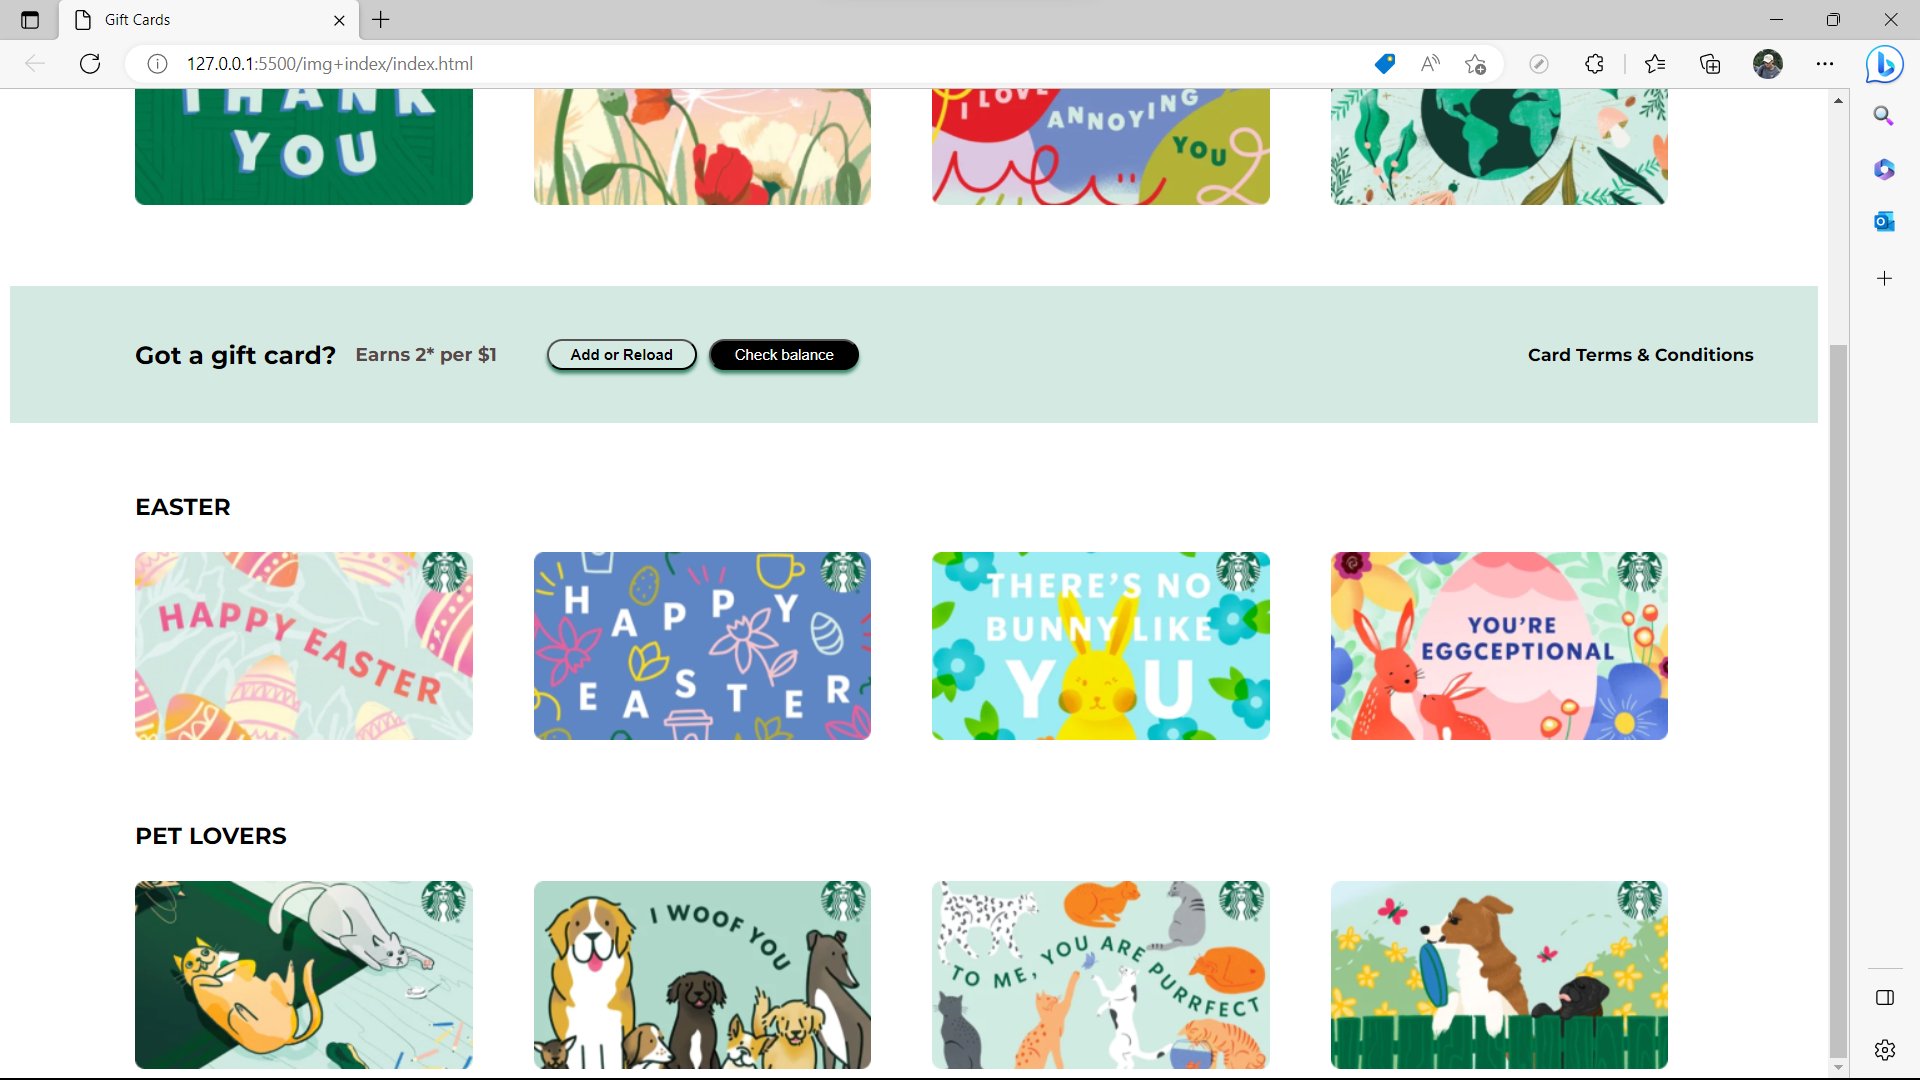 Gift Cards
127.0.0.1:5500/img+index/index.html
THANK
YOU
I LOVE
ANNOYING
YOU
Got a gift card? Earns 2* per $1 Add or Reload Check balance Card Terms & Conditions
EASTER
HAPPY EASTER
HAPPY
EASTER
THERE'S NO
BUNNY LIKE
YOU
YOU'RE
EGGCEPTIONAL
PET LOVERS
I WOOF YOU
TO ME, YOU ARE PURRFECT